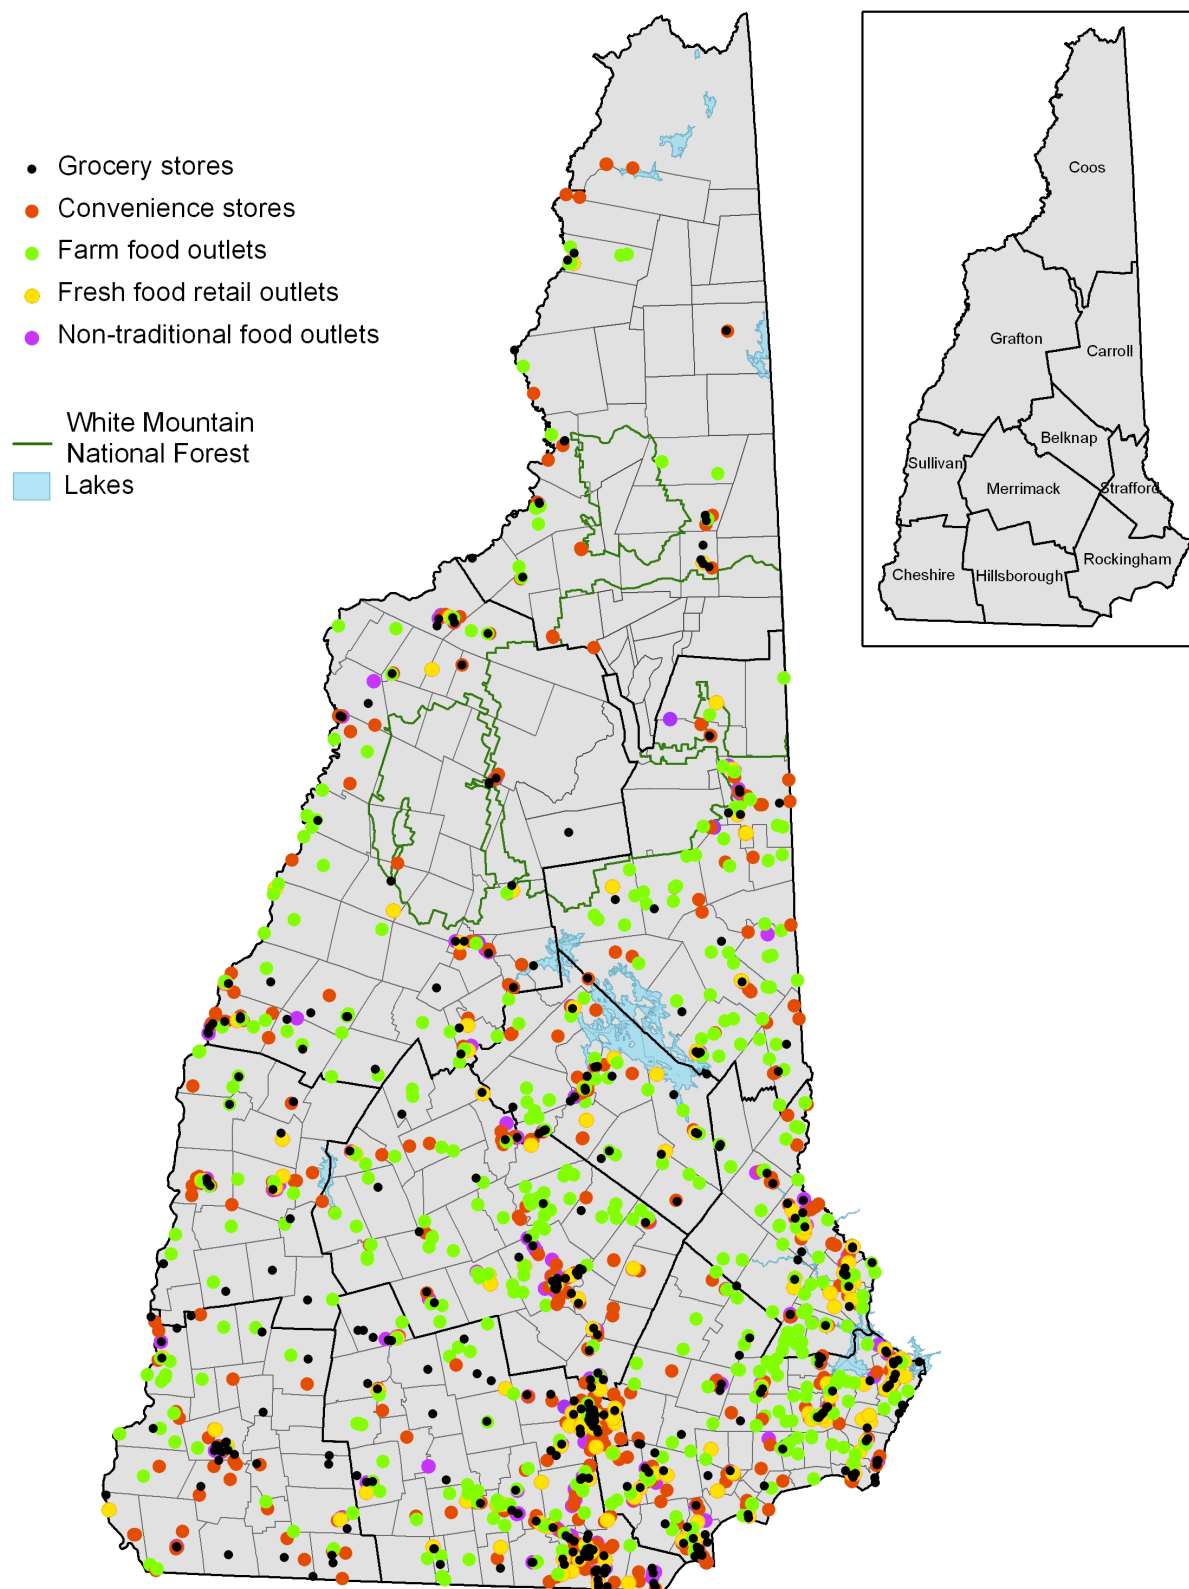 Grocery stores
Convenience stores
Farm food outlets
Fresh food retail outlets
Non-traditional food outlets
White Mountain
National Forest
Lakes
Coos
Grafton
Carroll
Belknap
Sullivan
Merrimack
Strafford
Rockingham
Cheshire
Hillsborough